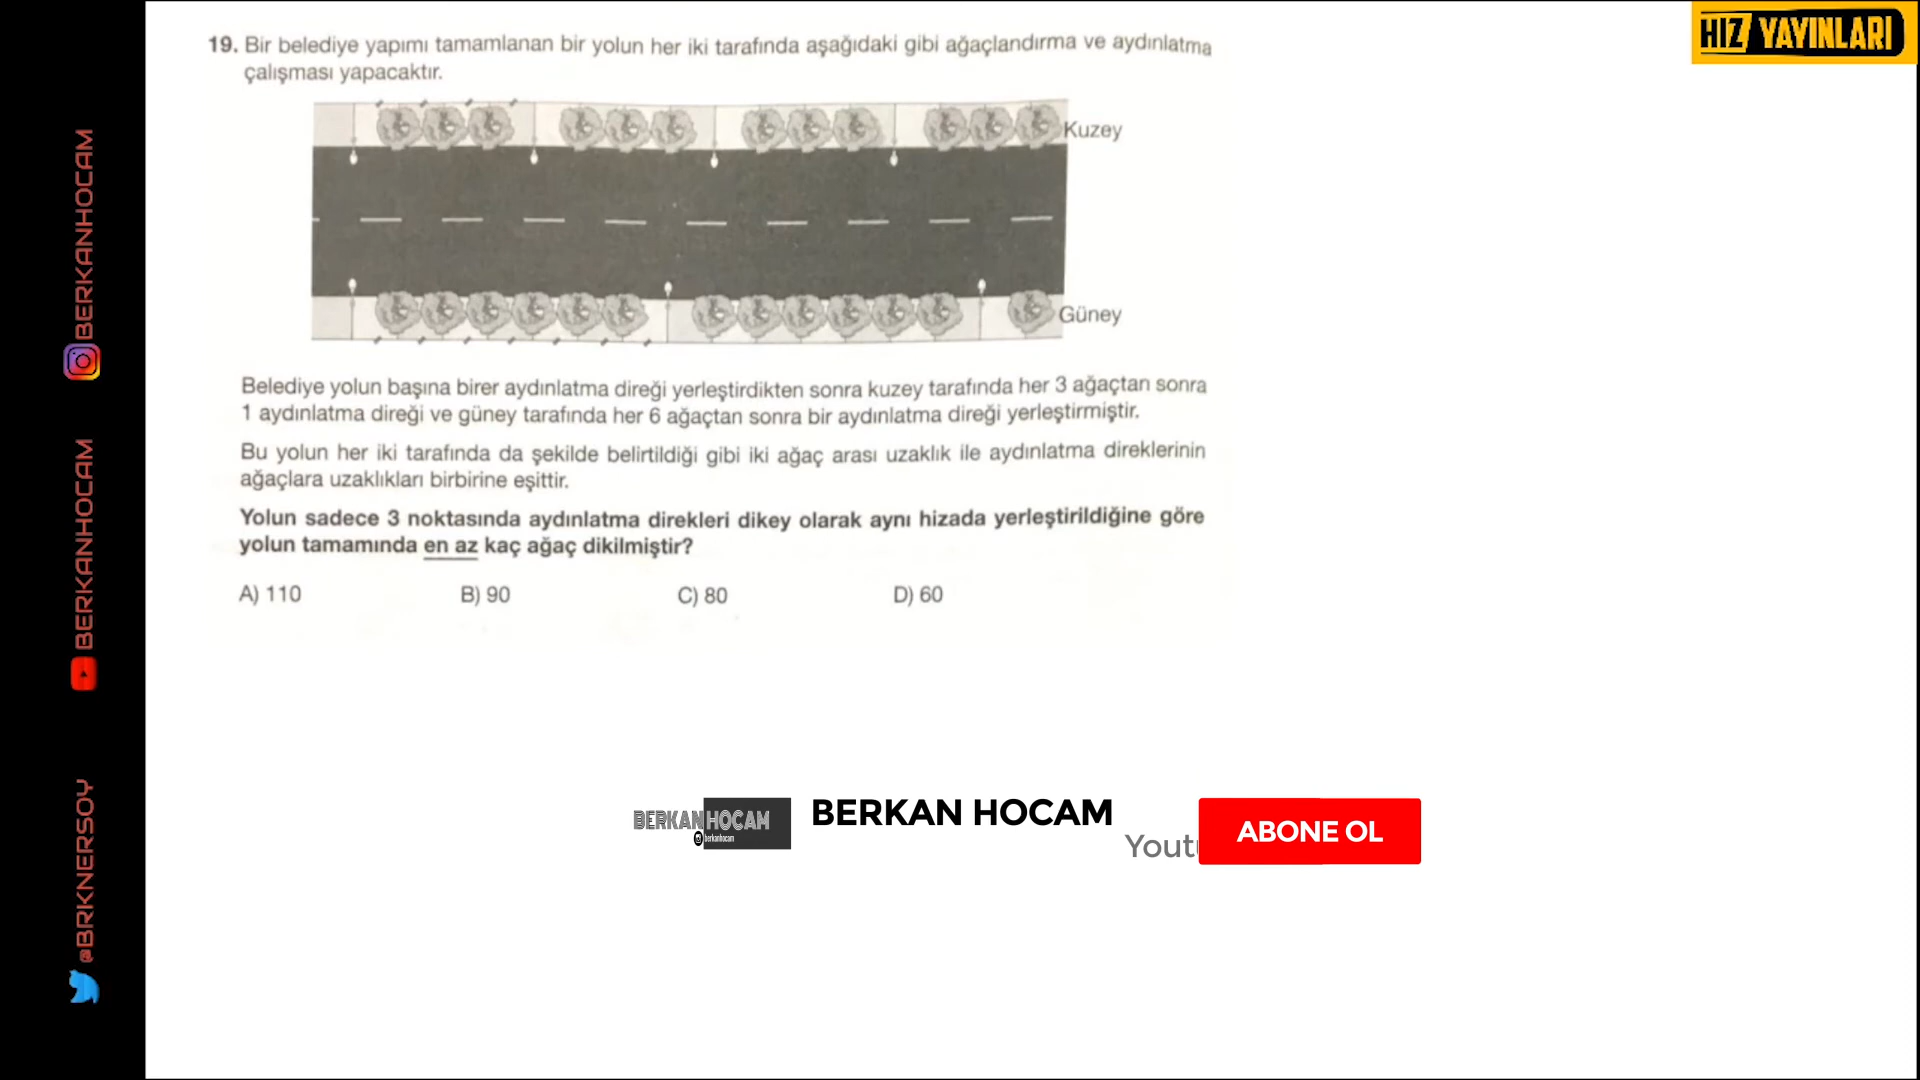 HIZ YAYINLARI
19. Bir belediye yapımı tamamlanan bir yolun her iki tarafında aşağıdaki gibi ağaçlandırma ve aydınlatma
çalışması yapacaktır.
Kuzey
Güney
Belediye yolun başına birer aydınlatma direği yerleştirdikten sonra kuzey tarafında her 3 ağaçtan sonra
1 aydınlatma direği ve güney tarafında her 6 ağaçtan sonra bir aydınlatma direği yerleştirmiştir.
Bu yolun her iki tarafında da şekilde belirtildiği gibi iki ağaç arası uzaklık ile aydınlatma direklerinin
ağaçlara uzaklıkları birbirine eşittir.
Yolun sadece 3 noktasında aydınlatma direkleri dikey olarak aynı hizada yerleştirildiğine göre
yolun tamamında en az kaç ağaç dikilmiştir?
A) 110 B) 90 C) 80 D) 60
BERKANHOCAM
BERKANHOCAM
@BRKNERSOY
BERKANHOCAM
berkanhocam
BERKAN HOCAM
Yout
ABONE OL